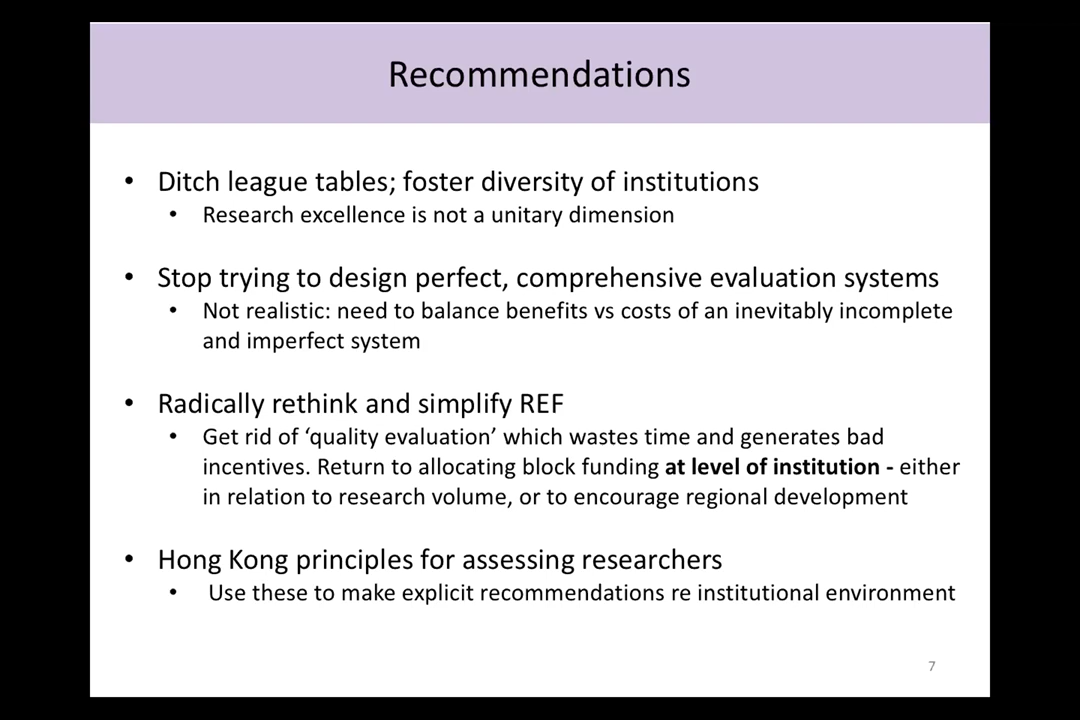 Recommendations
• Ditch league tables; foster diversity of institutions
• Research excellence is not a unitary dimension
• Stop trying to design perfect, comprehensive evaluation systems
• Not realistic: need to balance benefits vs costs of an inevitably incomplete
and imperfect system
• Radically rethink and simplify REF
• Get rid of ‘quality evaluation’ which wastes time and generates bad
incentives. Return to allocating block funding at level of institution - either
in relation to research volume, or to encourage regional development
• Hong Kong principles for assessing researchers
• Use these to make explicit recommendations re institutional environment
7